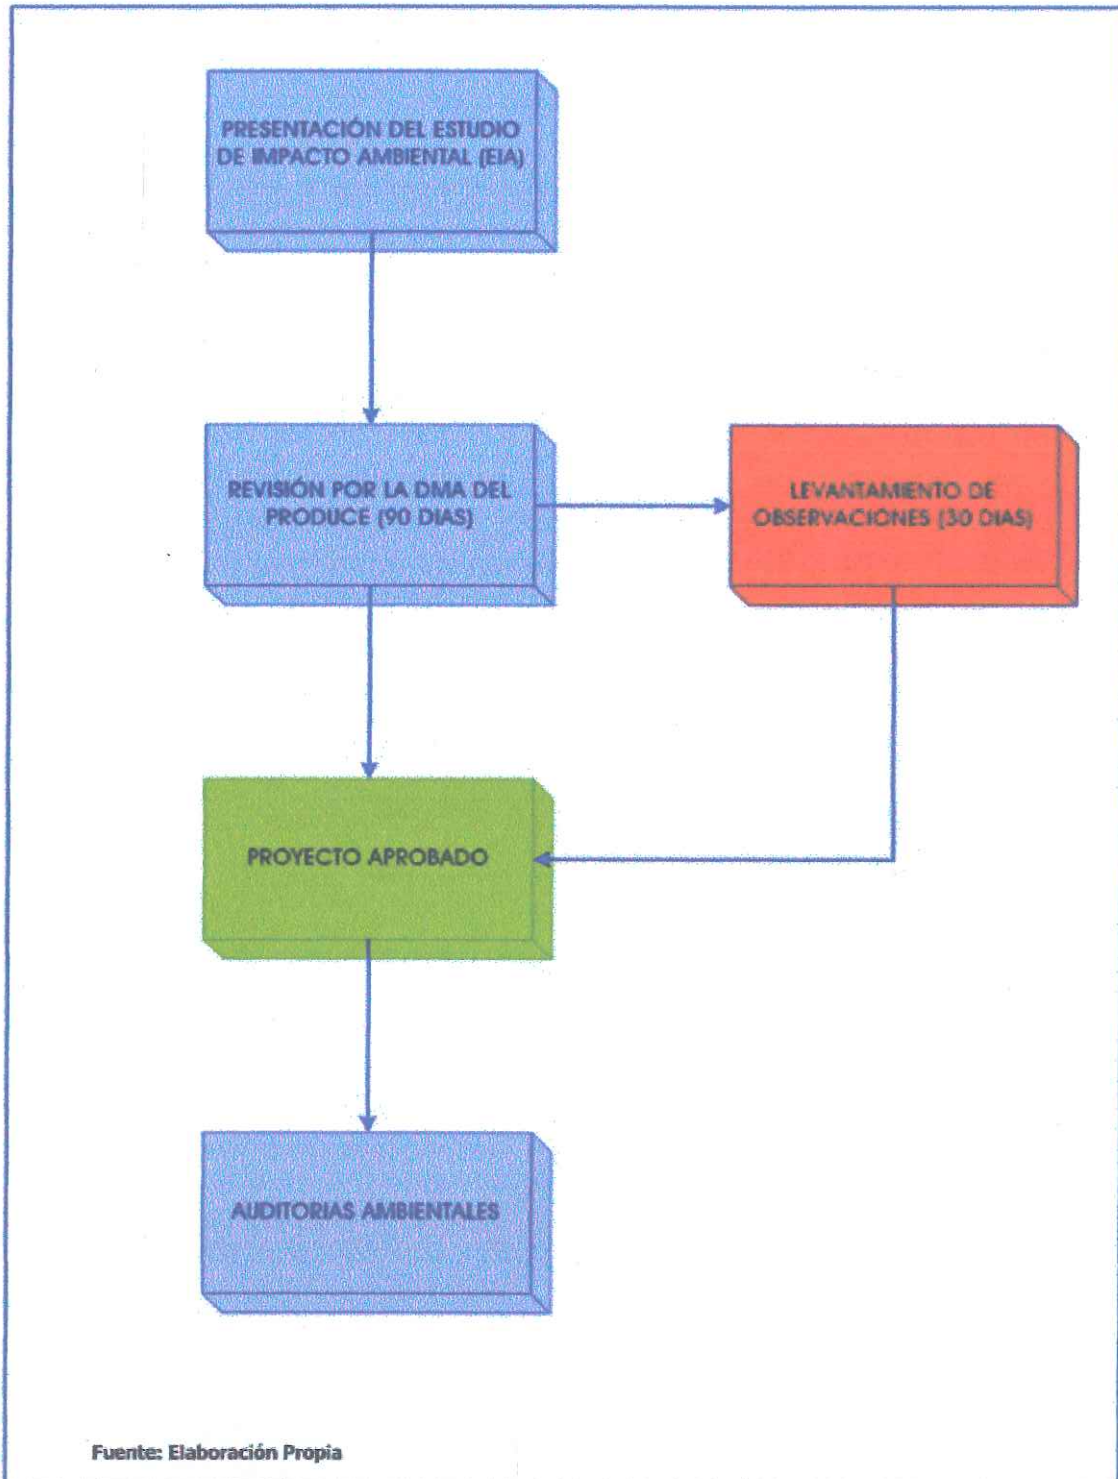 PRESENTACIÓN DEL ESTUDIO
DE IMPACTO AMBIENTAL (EIA)
REVISIÓN POR LA DMA DEL
PRODUCE (90 DIAS)
LEVANTAMIENTO DE
OBSERVACIONES (30 DIAS)
PROYECTO APROBADO
AUDITORIAS AMBIENTALES
Fuente: Elaboración Propia